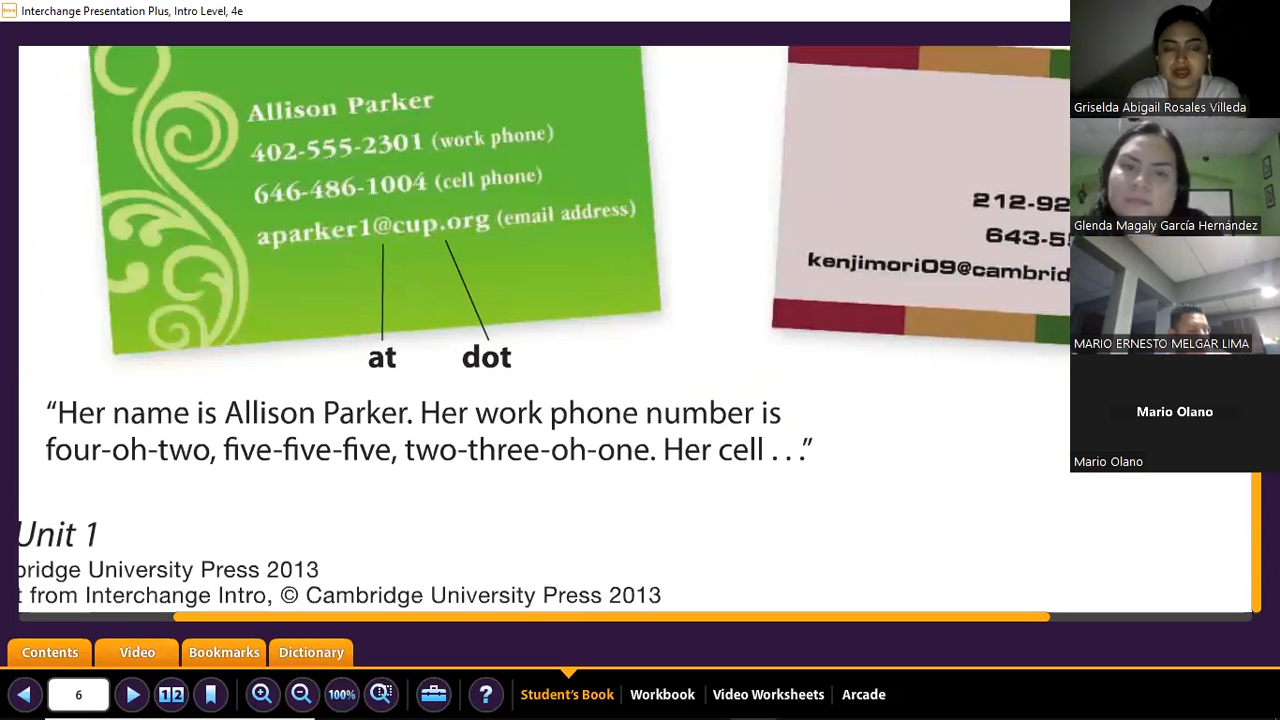 Interchange Presentation Plus, Intro Level, 4e
Allison Parker
402-555-2301 (work phone)
646-486-1004 (cell phone)
aparker1@cup.org (email address)
at dot
212-92
643-5
kenjimori09@cambrid
“Her name is Allison Parker. Her work phone number is
four-oh-two, five-five-five, two-three-oh-one. Her cell . . .”
Unit 1
bridge University Press 2013
t from Interchange Intro, © Cambridge University Press 2013
Griselda Abigail Rosales Villeda
Glenda Magaly García Hernández
MARIO ERNESTO MELGAR LIMA
Mario Olano
Mario Olano
Contents Video Bookmarks Dictionary
6 1 2 100% ? Student's Book Workbook Video Worksheets Arcade